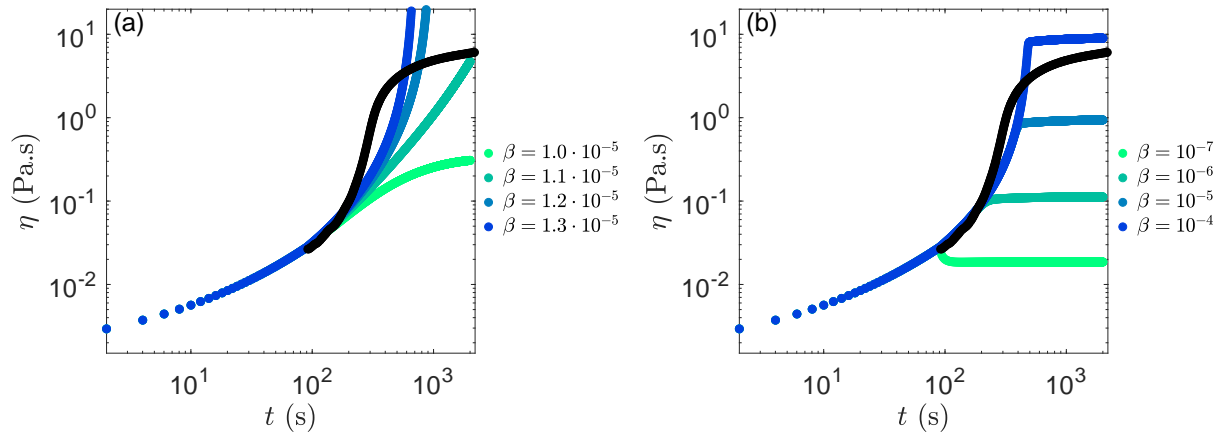 (a)
10^1
10^0
10^-1
10^-2
η (Pa.s)
10^1
10^2
10^3
t (s)
β = 1.0 · 10^-5
β = 1.1 · 10^-5
β = 1.2 · 10^-5
β = 1.3 · 10^-5
(b)
10^1
10^0
10^-1
10^-2
η (Pa.s)
10^1
10^2
10^3
t (s)
β = 10^-7
β = 10^-6
β = 10^-5
β = 10^-4